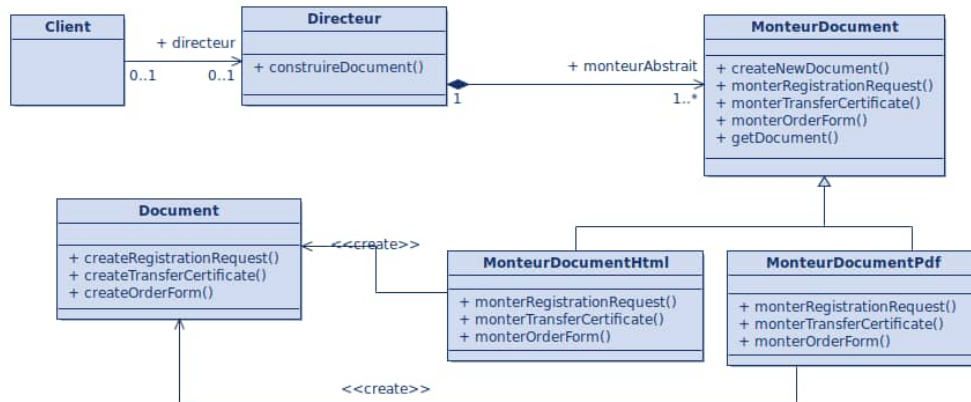 Client
+ directeur
0..1
0..1
Directeur
+ construireDocument()
1
+ monteurAbstrait
1..*
MonteurDocument
+ createNewDocument()
+ monterRegistrationRequest()
+ monterTransferCertificate()
+ monterOrderForm()
+ getDocument()
Document
+ createRegistrationRequest()
+ createTransferCertificate()
+ createOrderForm()
<<create>>
MonteurDocumentHtml
+ monterRegistrationRequest()
+ monterTransferCertificate()
+ monterOrderForm()
MonteurDocumentPdf
+ monterRegistrationRequest()
+ monterTransferCertificate()
+ monterOrderForm()
<<create>>